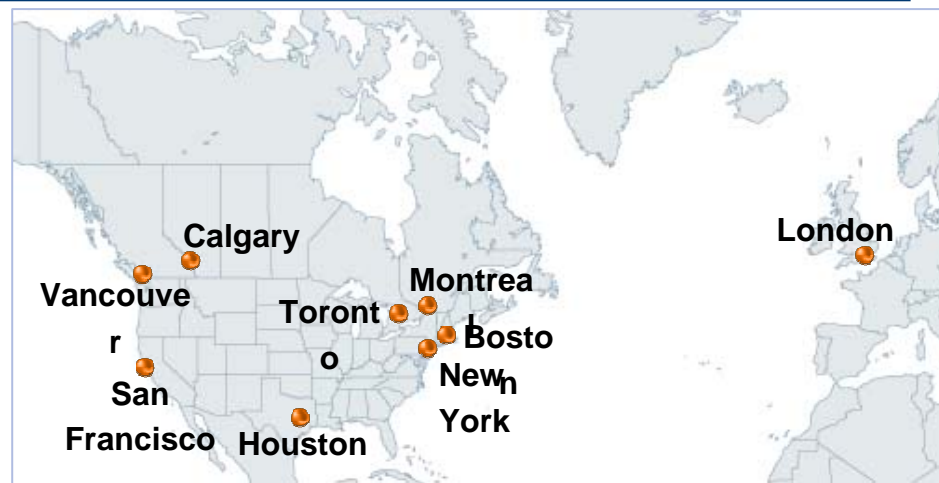 Calgary
Vancouve
r
San
Francisco
Houston
Toront
o
Montrea
l
Bosto
n
New
York
London